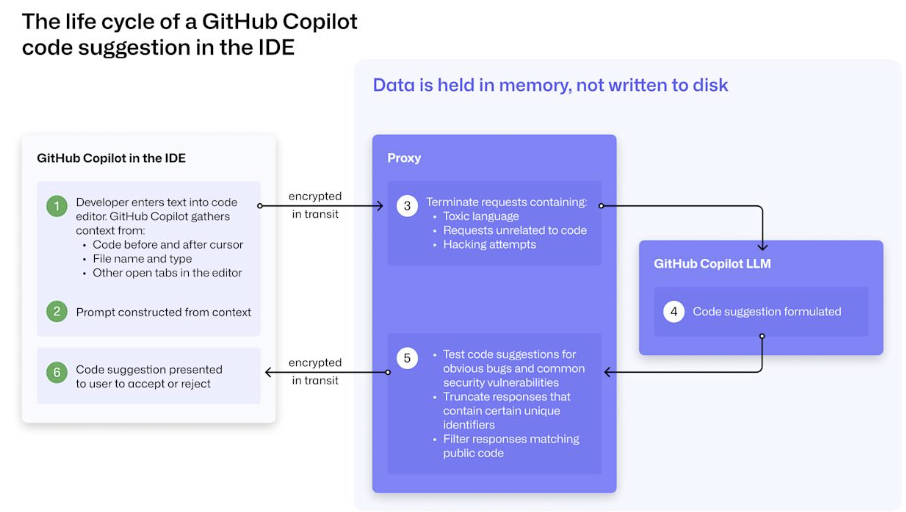 The life cycle of a GitHub Copilot
code suggestion in the IDE
Data is held in memory, not written to disk
GitHub Copilot in the IDE
1
Developer enters text into code
editor. GitHub Copilot gathers
context from:
• Code before and after cursor
• File name and type
• Other open tabs in the editor
2
Prompt constructed from context
encrypted
in transit
Proxy
3
Terminate requests containing:
• Toxic language
• Requests unrelated to code
• Hacking attempts
GitHub Copilot LLM
4
Code suggestion formulated
5
• Test code suggestions for
obvious bugs and common
security vulnerabilities
• Truncate responses that
contain certain unique
identifiers
• Filter responses matching
public code
encrypted
in transit
6
Code suggestion presented
to user to accept or reject